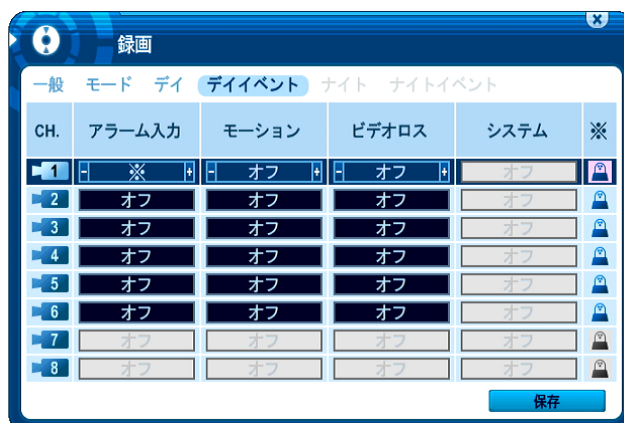 録画
一般 モード デイ デイイベント ナイト ナイトイベント
CH. アラーム入力 モーション ビデオロス システム ※
1 - ※ + - オフ + - オフ + オフ
2 オフ オフ オフ オフ
3 オフ オフ オフ オフ
4 オフ オフ オフ オフ
5 オフ オフ オフ オフ
6 オフ オフ オフ オフ
7 オフ オフ オフ オフ
8 オフ オフ オフ オフ
保存